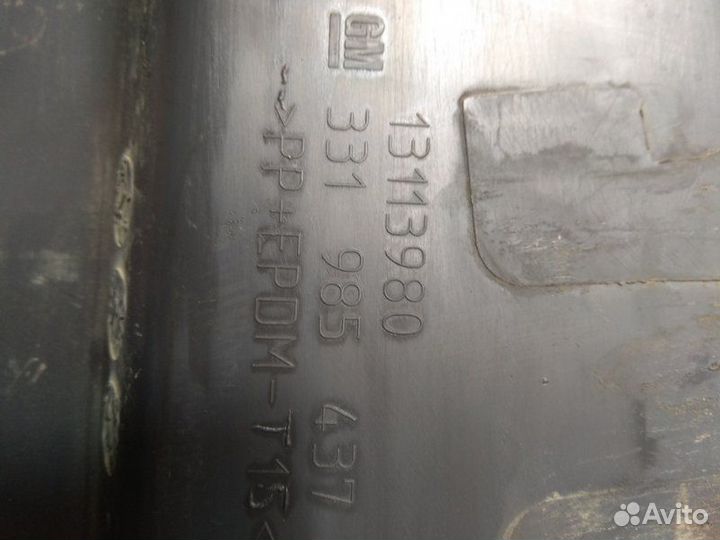 GM
13113980
331 985 437
-->PP+EPDM-T15<
Avito